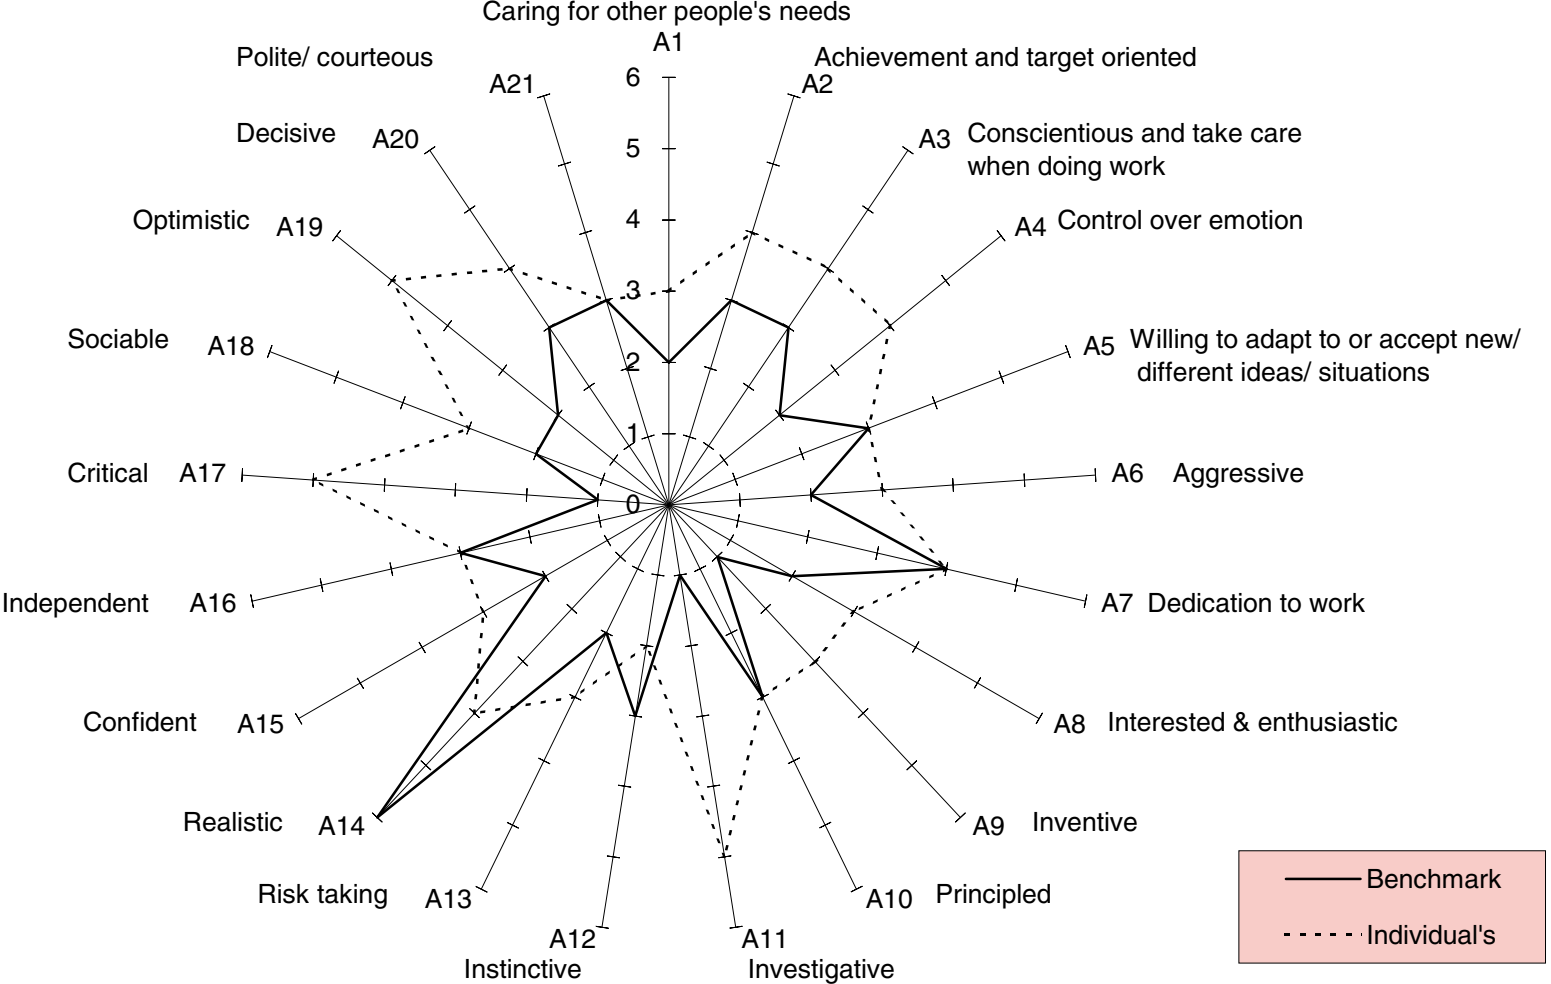 Caring for other people's needs
A1
Polite/ courteous
A21
Achievement and target oriented
A2
Decisive A20
A3 Conscientious and take care
when doing work
Optimistic A19
A4 Control over emotion
Sociable A18
A5 Willing to adapt to or accept new/
different ideas/ situations
Critical A17
A6 Aggressive
Independent A16
A7 Dedication to work
Confident A15
A8 Interested & enthusiastic
Realistic A14
A9 Inventive
Risk taking A13
A10 Principled
A12
Instinctive
A11
Investigative
6
5
4
3
2
1
0
Benchmark
Individual's